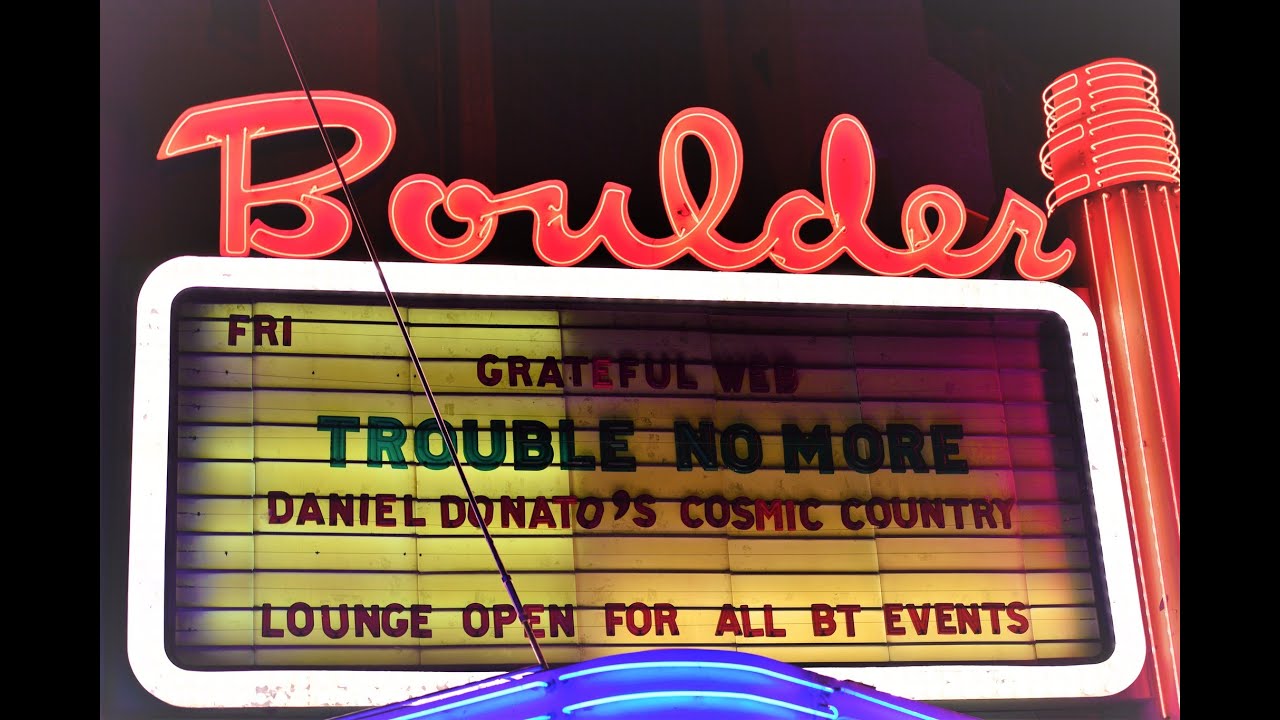 Boulder
FRI
GRATEFUL WEB
TROUBLE NO MORE
DANIEL DONATO'S COSMIC COUNTRY
LOUNGE OPEN FOR ALL BT EVENTS